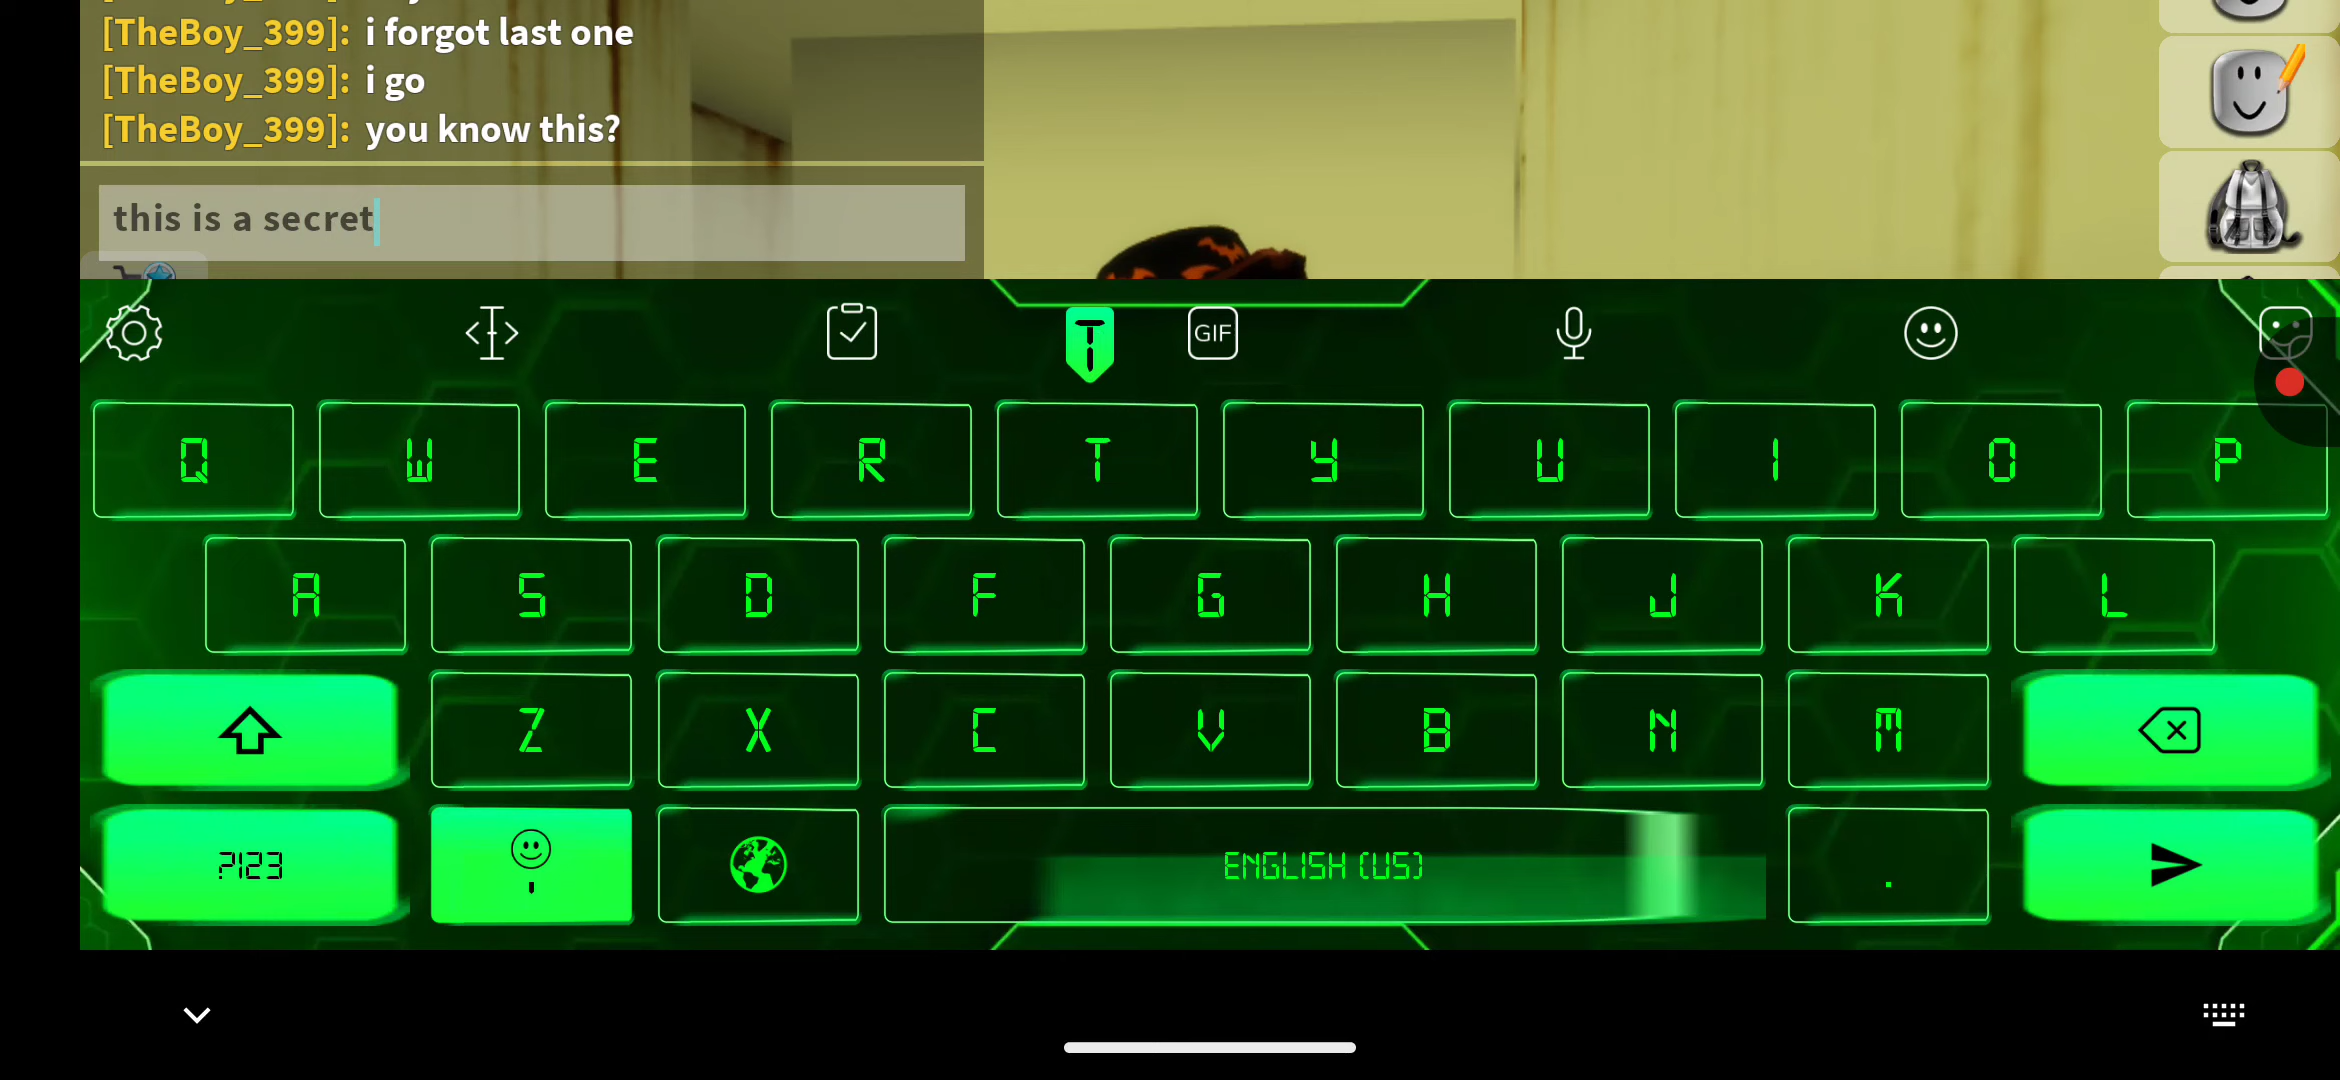 [TheBoy_399]: i forgot last one
[TheBoy_399]: i go
[TheBoy_399]: you know this?
this is a secret
T
GIF
Q W E R T Y U I O P
A S D F G H J K L
Z X C V B N M
?123 , ENGLISH (US) .